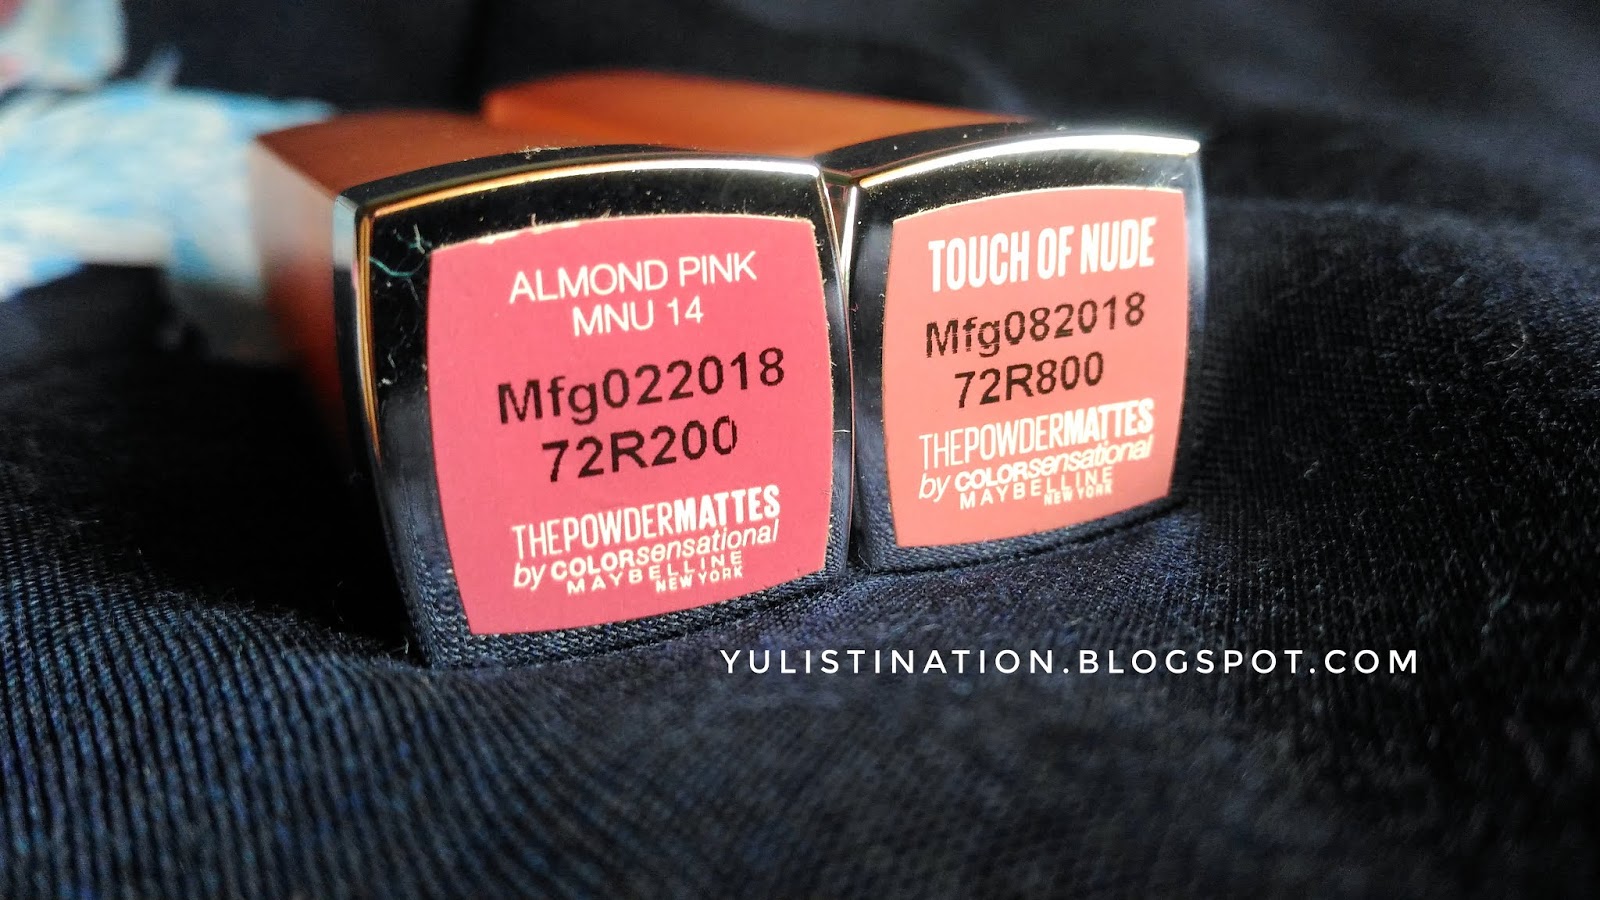 ALMOND PINK
MNU 14
Mfg022018
72R200
THEPOWDERMATTES
by COLORsensational
MAYBELLINE
NEW YORK
TOUCH OF NUDE
Mfg082018
72R800
THEPOWDERMATTES
by COLORsensational
MAYBELLINE
NEW YORK
YULISTINATION.BLOGSPOT.COM